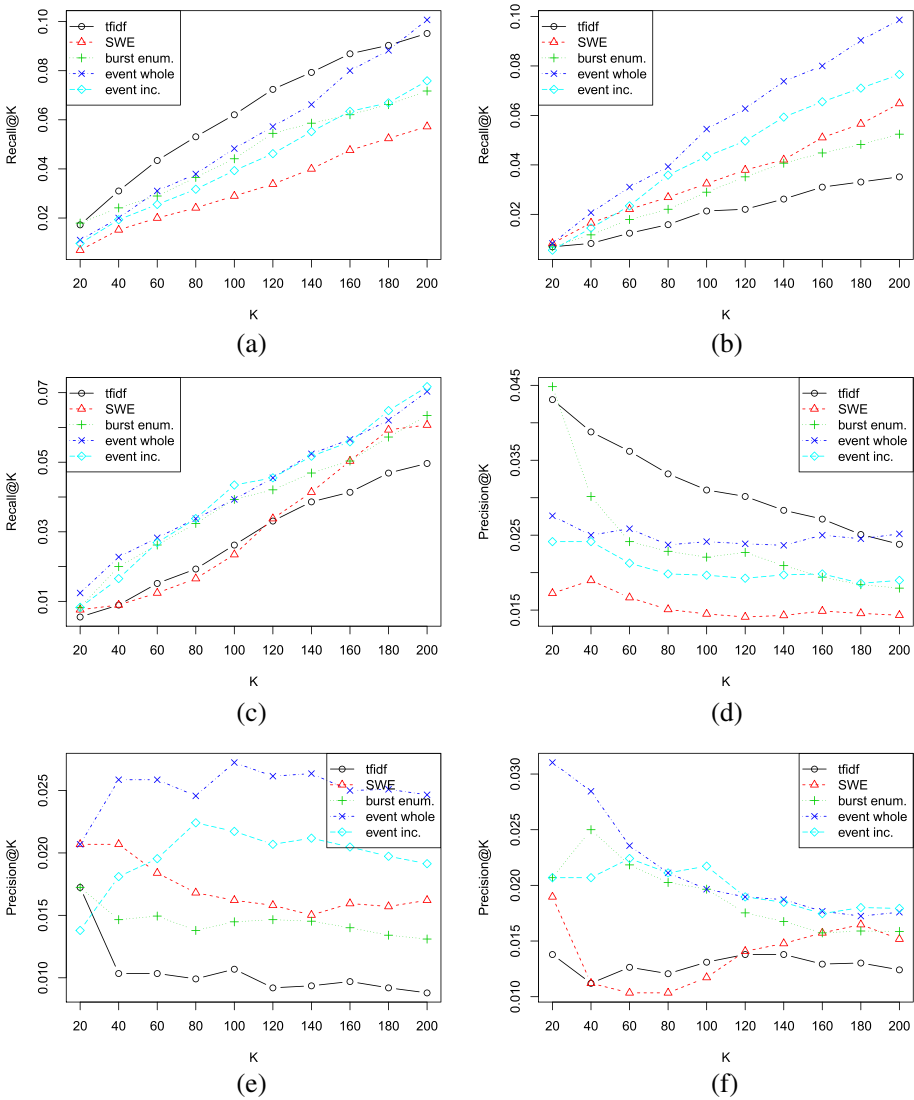 tfidf
SWE
burst enum.
event whole
event inc.
Recall@K
0.02 0.04 0.06 0.08 0.10
20 40 60 80 100 120 140 160 180 200
K
(a)
tfidf
SWE
burst enum.
event whole
event inc.
Recall@K
0.02 0.04 0.06 0.08 0.10
20 40 60 80 100 120 140 160 180 200
K
(b)
tfidf
SWE
burst enum.
event whole
event inc.
Recall@K
0.01 0.03 0.05 0.07
20 40 60 80 100 120 140 160 180 200
K
(c)
tfidf
SWE
burst enum.
event whole
event inc.
Precision@K
0.015 0.025 0.035 0.045
20 40 60 80 100 120 140 160 180 200
K
(d)
tfidf
SWE
burst enum.
event whole
event inc.
Precision@K
0.010 0.015 0.020 0.025
20 40 60 80 100 120 140 160 180 200
K
(e)
tfidf
SWE
burst enum.
event whole
event inc.
Precision@K
0.010 0.015 0.020 0.025 0.030
20 40 60 80 100 120 140 160 180 200
K
(f)